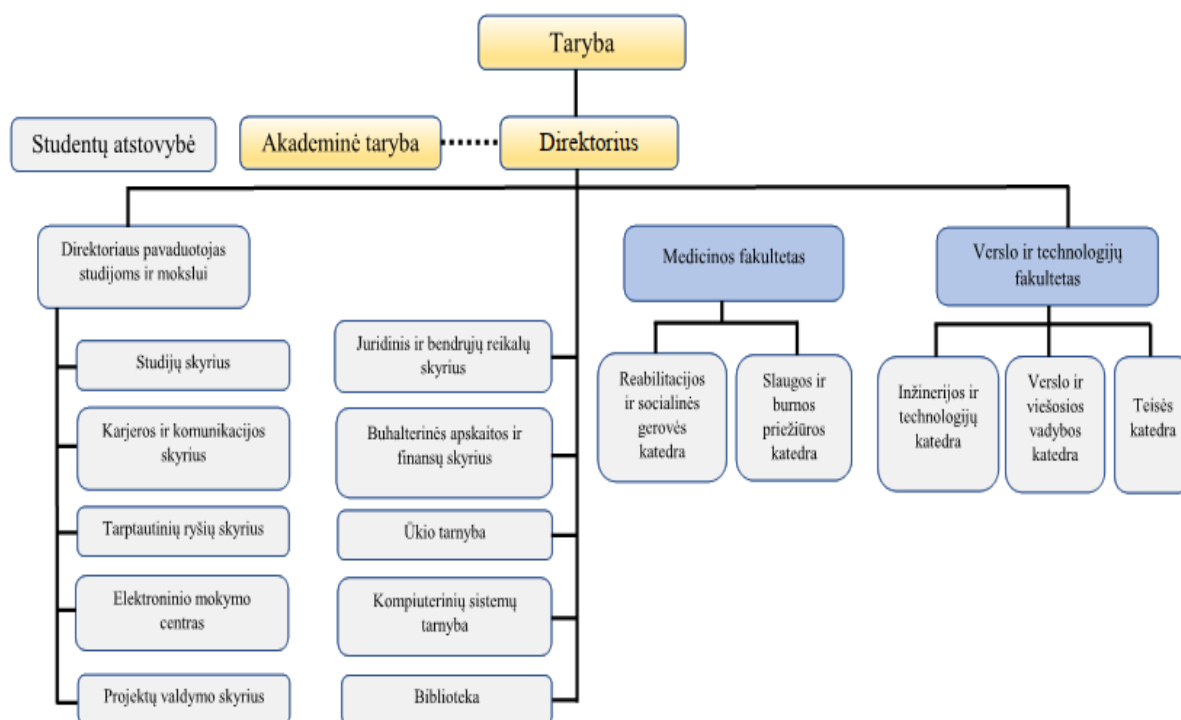 Taryba
Studentų atstovybė
Akademinė taryba
Direktorius
Direktoriaus pavaduotojas
studijoms ir mokslui
Medicinos fakultetas
Verslo ir technologijų
fakultetas
Studijų skyrius
Karjeros ir komunikacijos
skyrius
Tarptautinių ryšių skyrius
Elektroninio mokymo
centras
Projektų valdymo skyrius
Juridinis ir bendrųjų reikalų
skyrius
Buhalterinės apskaitos ir
finansų skyrius
Ūkio tarnyba
Kompiuterinių sistemų
tarnyba
Biblioteka
Reabilitacijos
ir socialinės
gerovės
katedra
Slaugos ir
burnos
priežiūros
katedra
Inžinerijos ir
technologijų
katedra
Verslo ir
viešosios
vadybos
katedra
Teisės
katedra